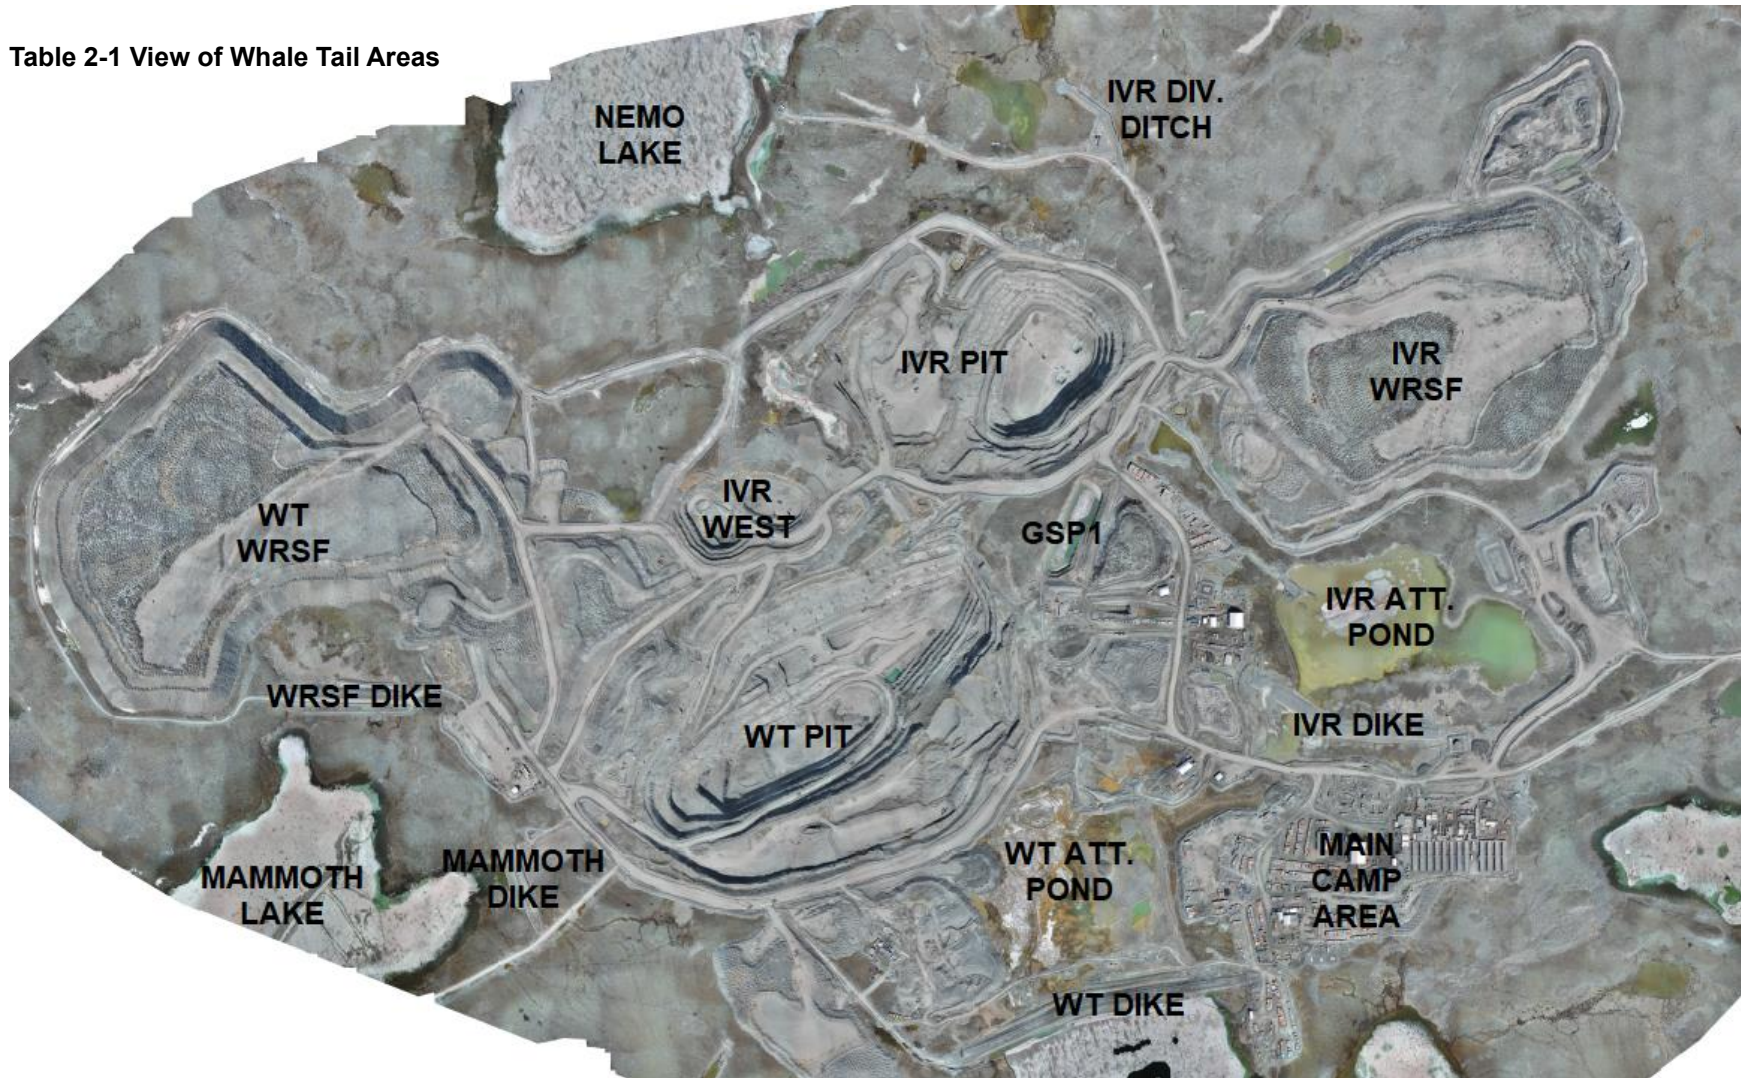 Table 2-1 View of Whale Tail Areas
NEMO
LAKE
IVR DIV.
DITCH
IVR PIT
IVR
WRSF
IVR
WEST
WT
WRSF
GSP1
IVR ATT.
POND
WRSF DIKE
WT PIT
IVR DIKE
MAMMOTH
LAKE
MAMMOTH
DIKE
WT ATT.
POND
MAIN
CAMP
AREA
WT DIKE